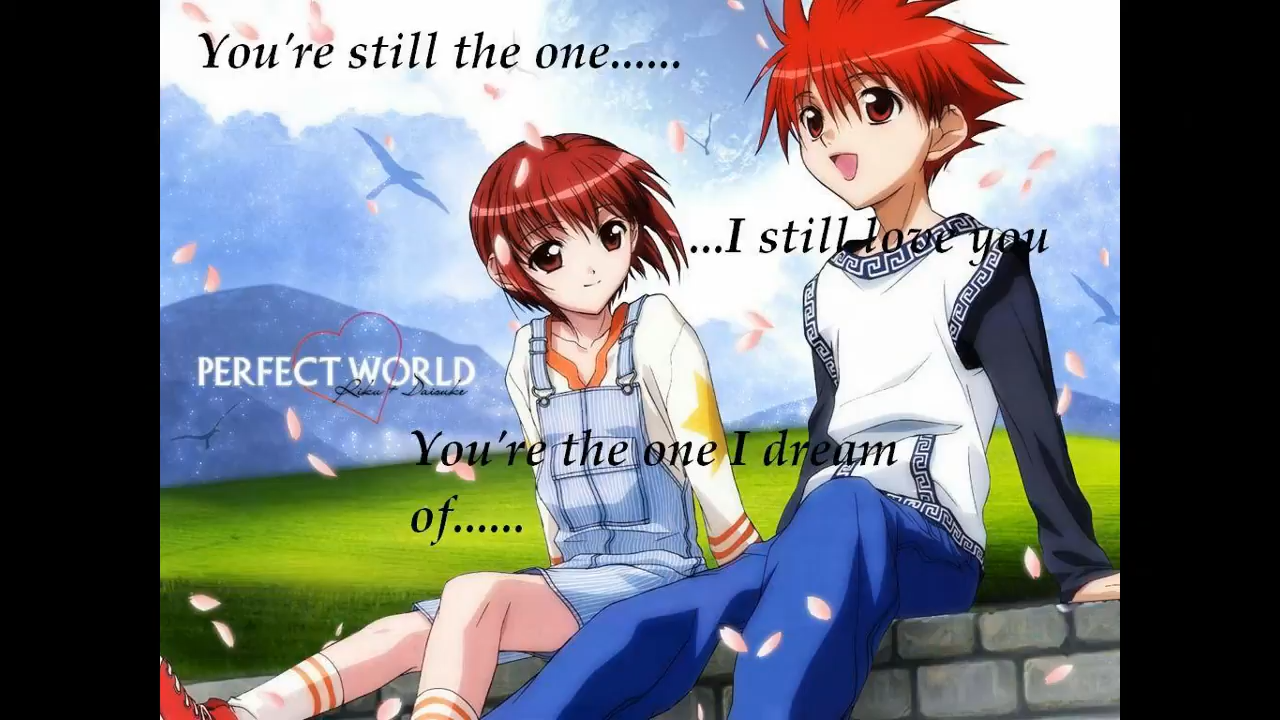 You're still the one......
...I still love you
PERFECT WORLD
Riku + Daisuke
You're the one I dream
of......